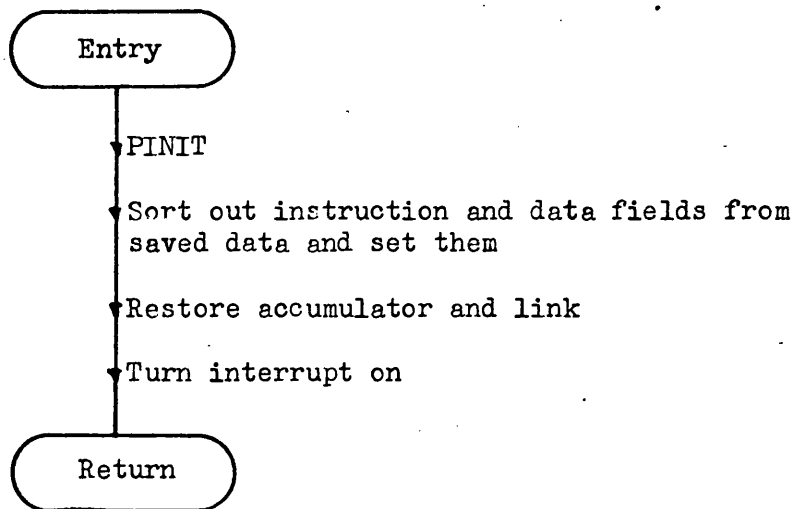 Entry
PINIT
Sort out instruction and data fields from
saved data and set them
Restore accumulator and link
Turn interrupt on
Return